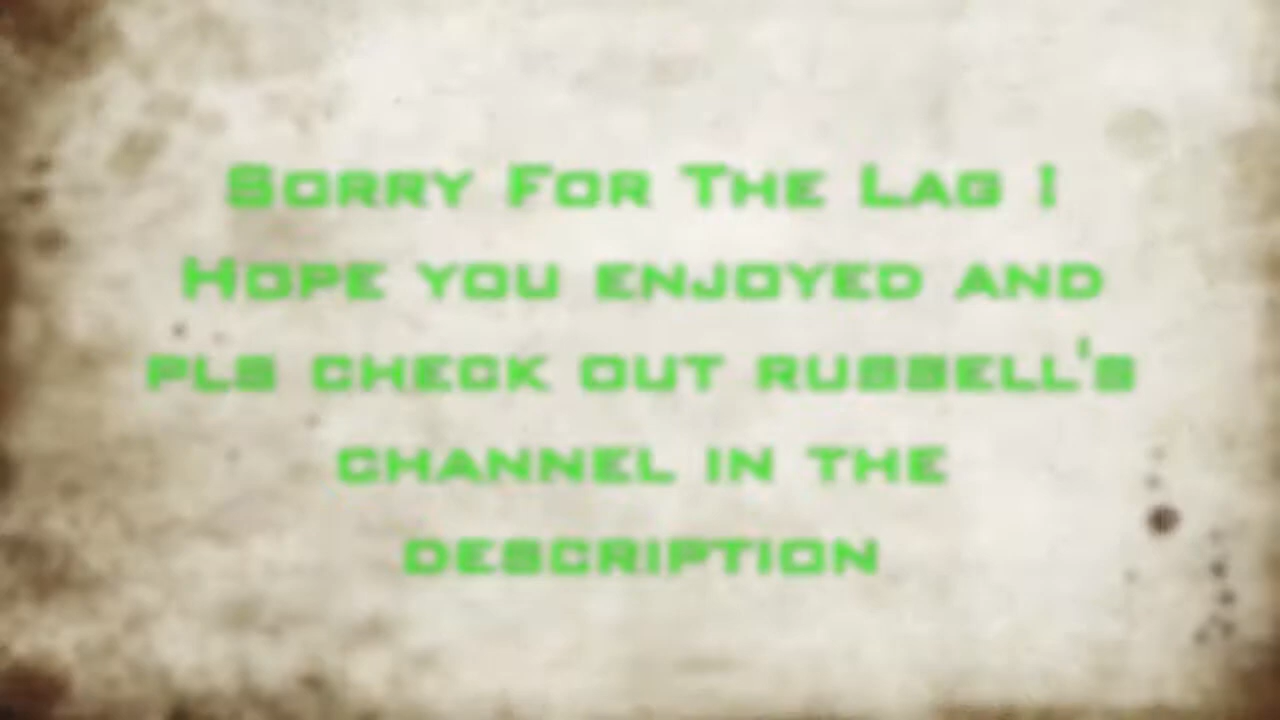 Sorry For The Lag !
Hope you enjoyed and
pls check out russell's
channel in the
description